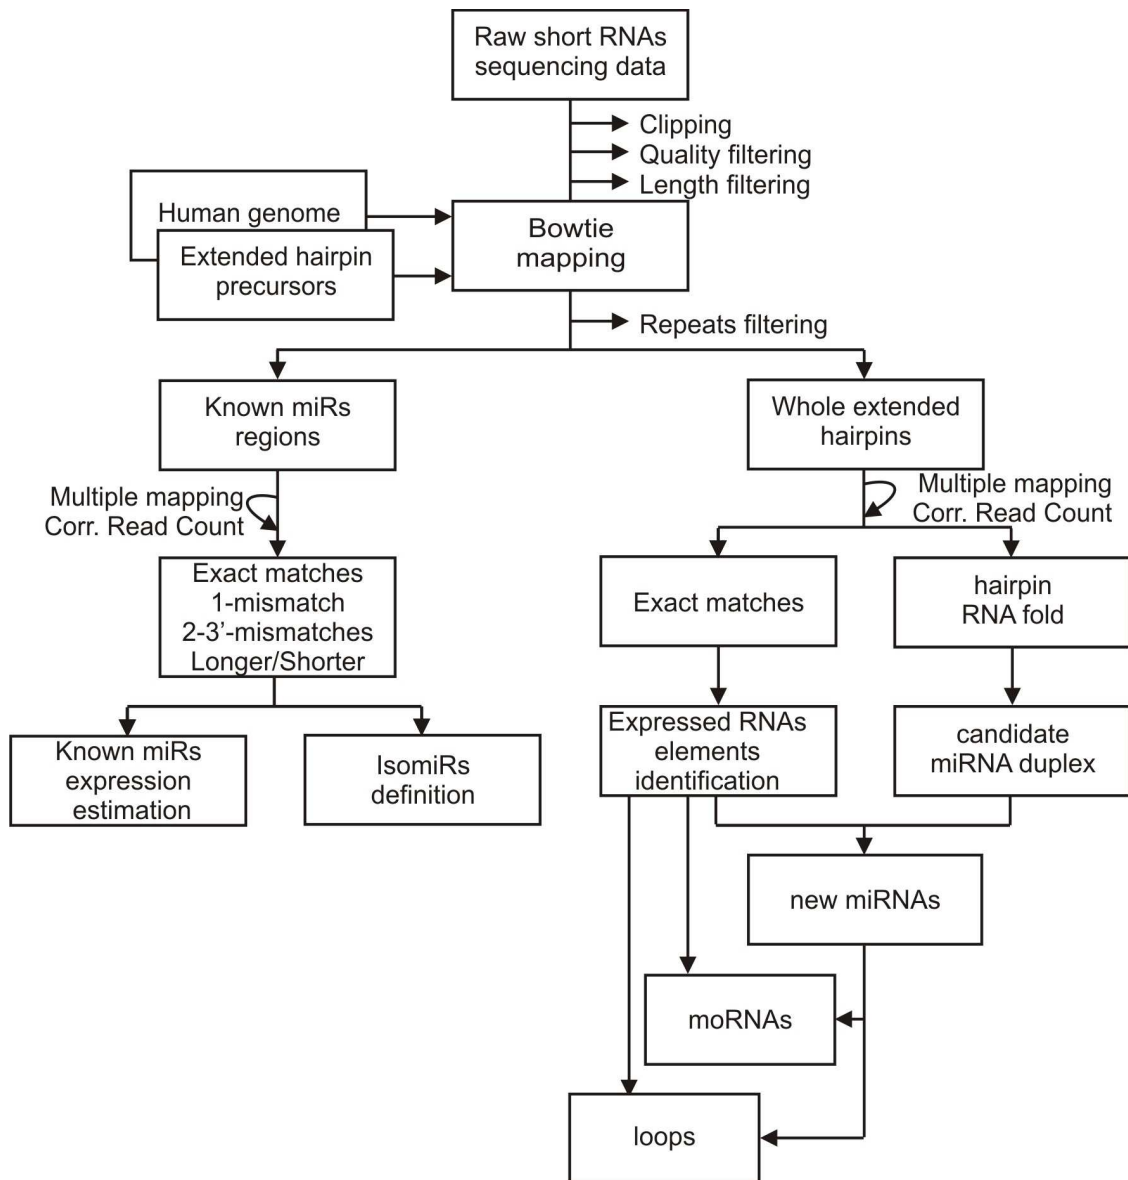 Raw short RNAs
sequencing data
Clipping
Quality filtering
Length filtering
Human genome
Extended hairpin
precursors
Bowtie
mapping
Repeats filtering
Known miRs
regions
Whole extended
hairpins
Multiple mapping
Corr. Read Count
Multiple mapping
Corr. Read Count
Exact matches
1-mismatch
2-3’-mismatches
Longer/Shorter
Exact matches
hairpin
RNA fold
Known miRs
expression
estimation
IsomiRs
definition
Expressed RNAs
elements
identification
candidate
miRNA duplex
new miRNAs
moRNAs
loops